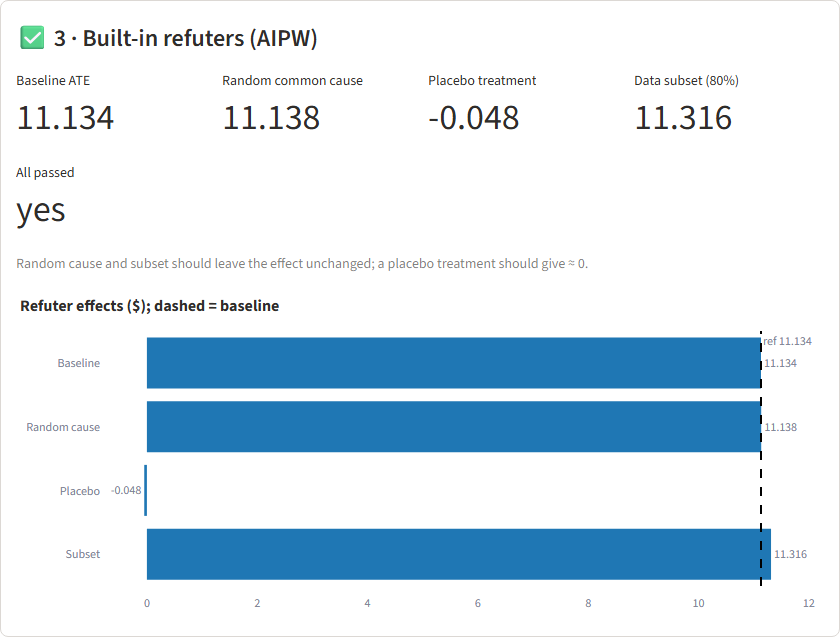 ✅ 3 · Built-in refuters (AIPW)
Baseline ATE
11.134
Random common cause
11.138
Placebo treatment
-0.048
Data subset (80%)
11.316
All passed
yes
Random cause and subset should leave the effect unchanged; a placebo treatment should give ≈ 0.
Refuter effects ($); dashed = baseline
ref 11.134
Baseline
11.134
Random cause
11.138
Placebo
-0.048
Subset
11.316
0 2 4 6 8 10 12